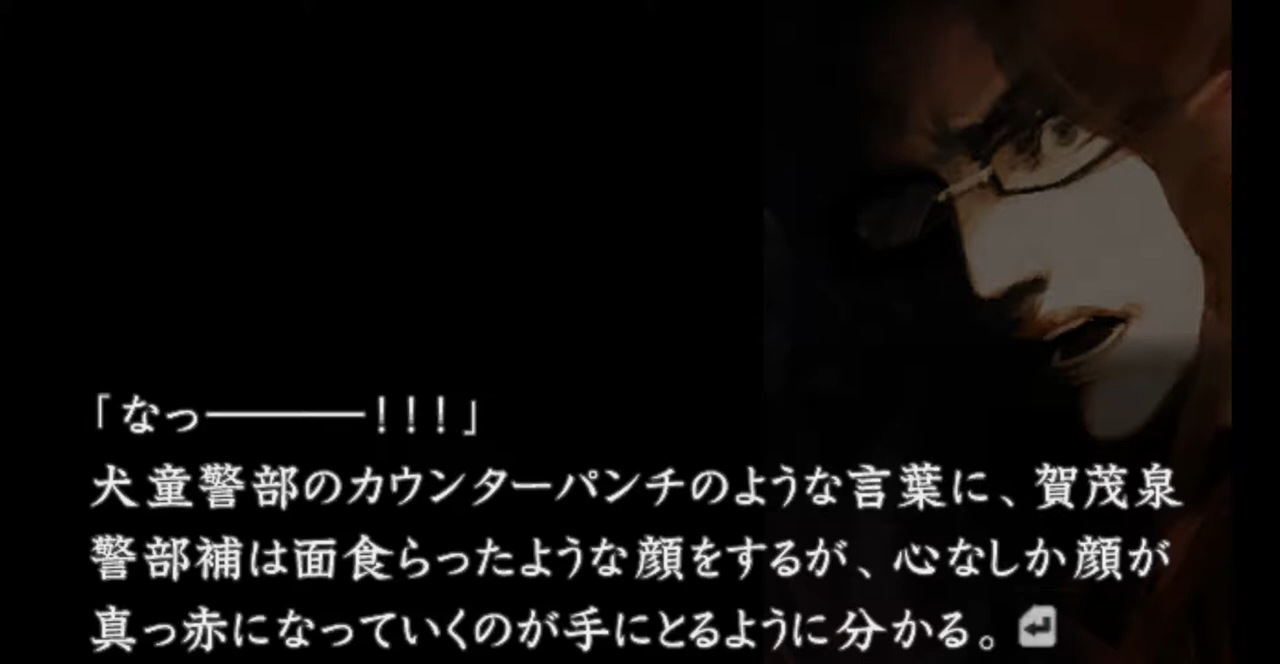 「なっ――――!!!」
犬童警部のカウンターパンチのような言葉に、賀茂泉
警部補は面食らったような顔をするが、心なしか顔が
真っ赤になっていくのが手にとるように分かる。